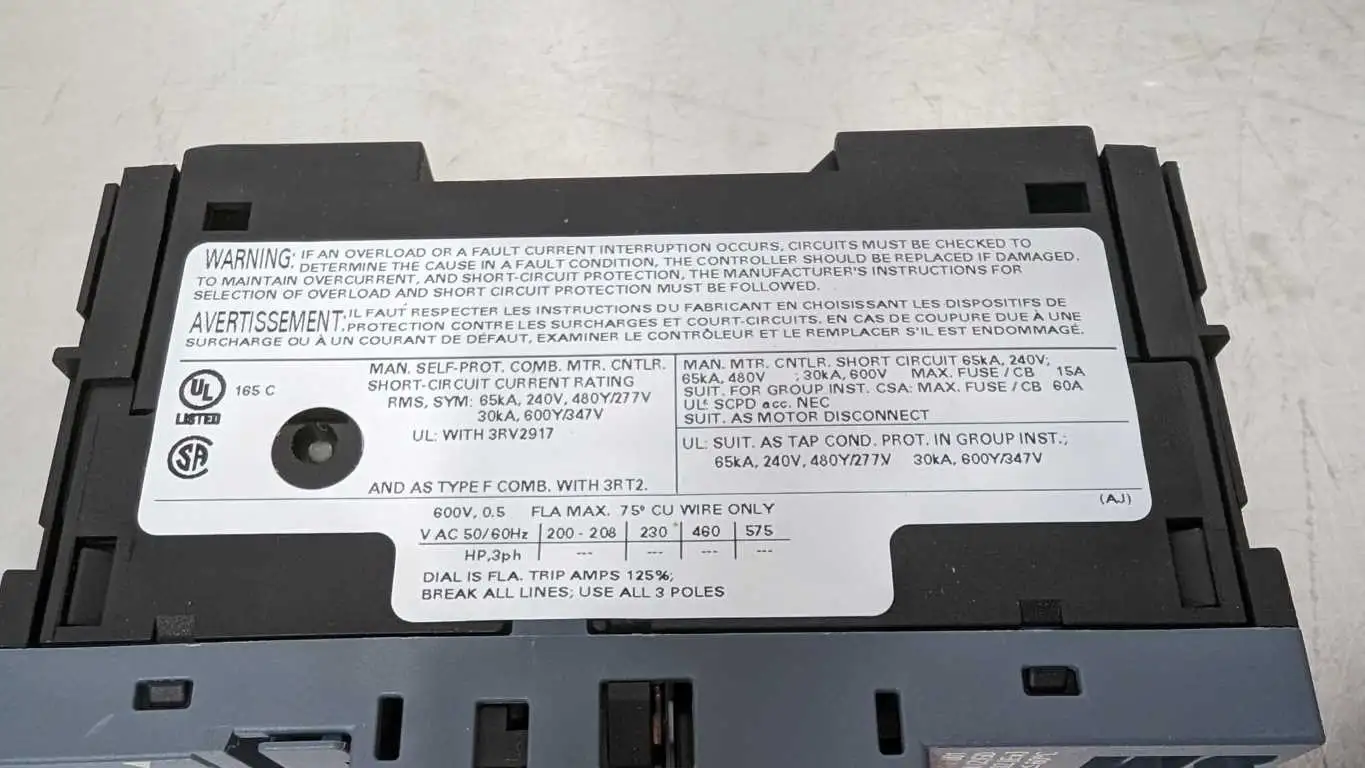 WARNING: IF AN OVERLOAD OR A FAULT CURRENT INTERRUPTION OCCURS, CIRCUITS MUST BE CHECKED TO
DETERMINE THE CAUSE IN A FAULT CONDITION, THE CONTROLLER SHOULD BE REPLACED IF DAMAGED.
TO MAINTAIN OVERCURRENT, AND SHORT-CIRCUIT PROTECTION, THE MANUFACTURER'S INSTRUCTIONS FOR
SELECTION OF OVERLOAD AND SHORT CIRCUIT PROTECTION MUST BE FOLLOWED.
AVERTISSEMENT: IL FAUT RESPECTER LES INSTRUCTIONS DU FABRICANT EN CHOISISSANT LES DISPOSITIFS DE
PROTECTION CONTRE LES SURCHARGES ET COURT-CIRCUITS. EN CAS DE COUPURE DUE À UNE
SURCHARGE OU À UN COURANT DE DÉFAUT, EXAMINER LE CONTRÔLEUR ET LE REMPLACER S'IL EST ENDOMMAGÉ.
UL 165 C
LISTED
SA
MAN. SELF-PROT. COMB. MTR. CNTLR.
SHORT-CIRCUIT CURRENT RATING
RMS, SYM: 65kA, 240V, 480Y/277V
30kA, 600Y/347V
UL: WITH 3RV2917
AND AS TYPE F COMB. WITH 3RT2.
MAN. MTR. CNTLR. SHORT CIRCUIT 65kA, 240V;
65kA, 480V ; 30kA, 600V MAX. FUSE / CB 15A
SUIT. FOR GROUP INST. CSA: MAX. FUSE / CB 60A
UL: SCPD acc. NEC
SUIT. AS MOTOR DISCONNECT
UL: SUIT. AS TAP COND. PROT. IN GROUP INST.;
65kA, 240V, 480Y/277V 30kA, 600Y/347V
(AJ)
600V, 0.5 FLA MAX. 75° CU WIRE ONLY
V AC 50/60Hz 200 - 208 230 460 575
HP,3ph --- --- --- ---
DIAL IS FLA. TRIP AMPS 125%;
BREAK ALL LINES; USE ALL 3 POLES